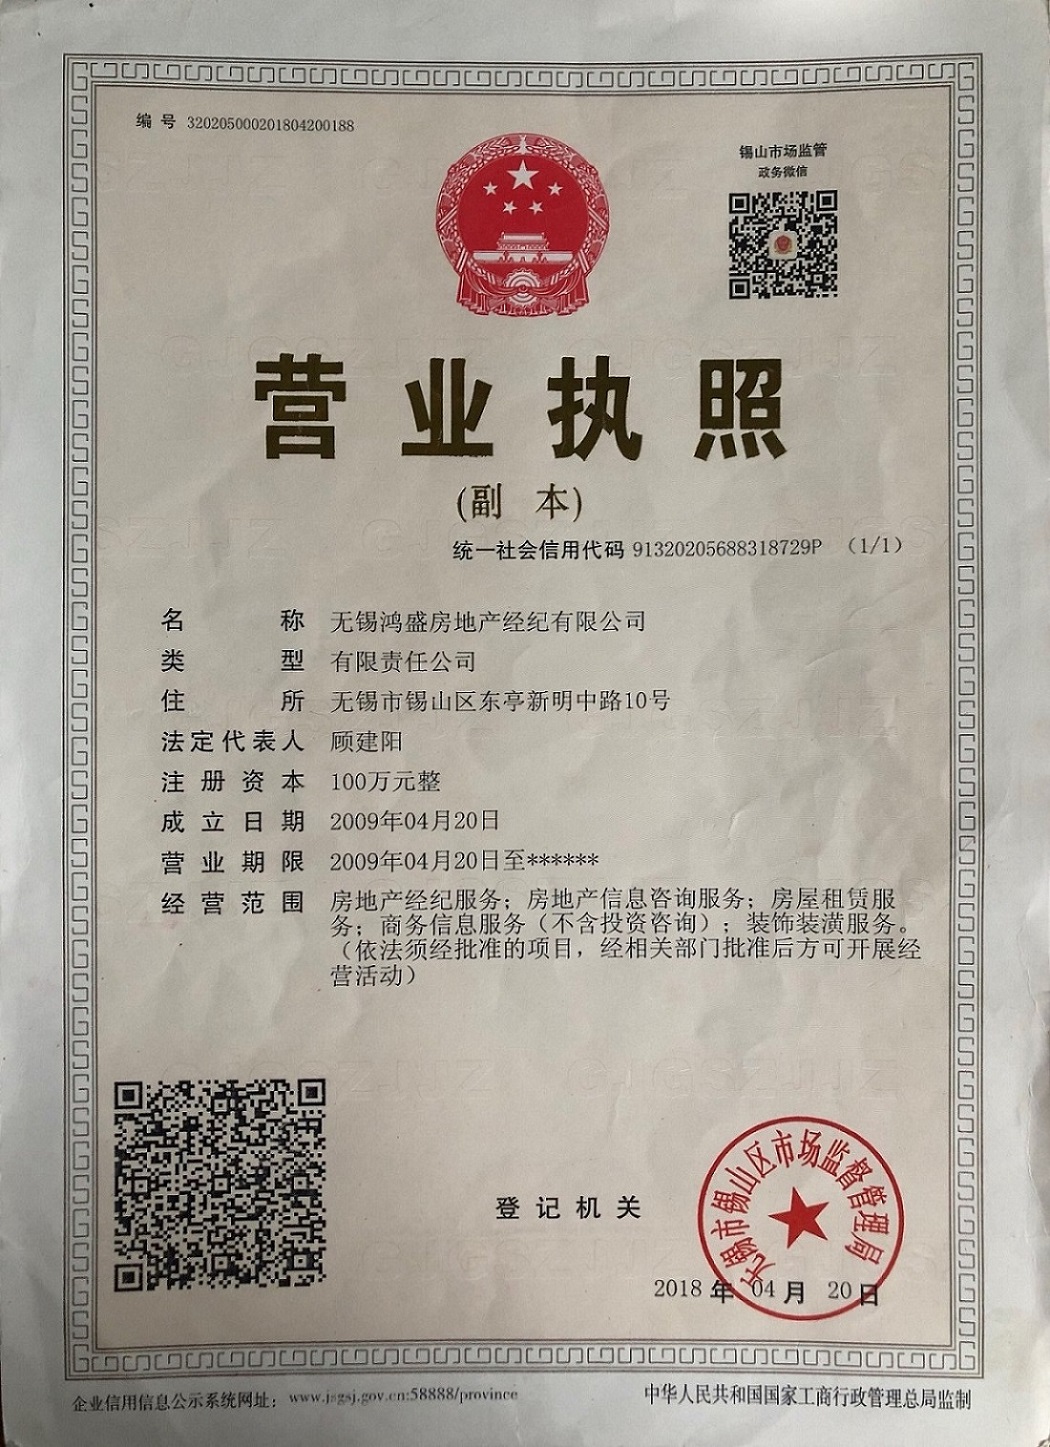 编 号 320205000201804200188
锡山市场监管
政务微信
营业执照
(副 本)
统一社会信用代码 91320205688318729P （1/1）
名称 无锡鸿盛房地产经纪有限公司
类型 有限责任公司
住所 无锡市锡山区东亭新明中路10号
法定代表人 顾建阳
注册资本 100万元整
成立日期 2009年04月20日
营业期限 2009年04月20日至******
经营范围 房地产经纪服务；房地产信息咨询服务；房屋租赁服
务；商务信息服务（不含投资咨询）；装饰装潢服务。
（依法须经批准的项目，经相关部门批准后方可开展经
营活动）
登记机关
无锡市锡山区市场监督管理局
2018 年 04 月 20 日
企业信用信息公示系统网址： www.jsgsj.gov.cn:58888/province
中华人民共和国国家工商行政管理总局监制